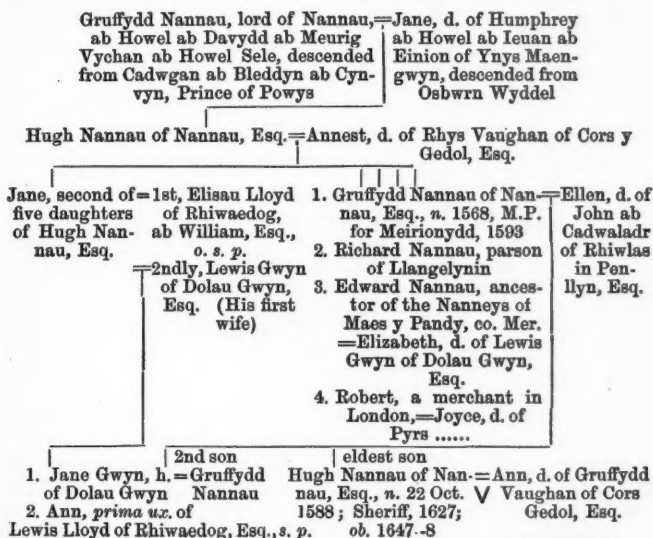 Gruffydd Nannau, lord of Nannau,=Jane, d. of Humphrey
ab Howel ab Davydd ab Meurig ab Howel ab Ieuan ab
Vychan ab Howel Sele, descended Einion of Ynys Maen-
from Cadwgan ab Bleddyn ab Cyn- gwyn, descended from
vyn, Prince of Powys Osbwrn Wyddel
Hugh Nannau of Nannau, Esq.=Annest, d. of Rhys Vaughan of Cors y
Gedol, Esq.
Jane, second of=1st, Elisau Lloyd
five daughters of Rhiwaedog,
of Hugh Nan- ab William, Esq.,
nau, Esq. o. s. p.
=2ndly, Lewis Gwyn
of Dolau Gwyn,
Esq. (His first
wife)
1. Gruffydd Nannau of Nan-=Ellen, d. of
nau, Esq., n. 1568, M.P. John ab
for Meirionydd, 1593 Cadwaladr
2. Richard Nannau, parson of Rhiwlas
of Llangelynin in Pen-
3. Edward Nannau, ances- llyn, Esq.
tor of the Nanneys of
Maes y Pandy, co. Mer.
=Elizabeth, d. of Lewis
Gwyn of Dolau Gwyn,
Esq.
4. Robert, a merchant in
London,=Joyce, d. of
Pyrs ......
2nd son eldest son
1. Jane Gwyn, h.=Gruffydd
of Dolau Gwyn Nannau
2. Ann, prima ux. of
Lewis Lloyd of Rhiwaedog, Esq., s. p.
Hugh Nannau of Nan-=Ann, d. of Gruffydd
nau, Esq., n. 22 Oct. V Vaughan of Cors
1588; Sheriff, 1627; Gedol, Esq.
ob. 1647--8